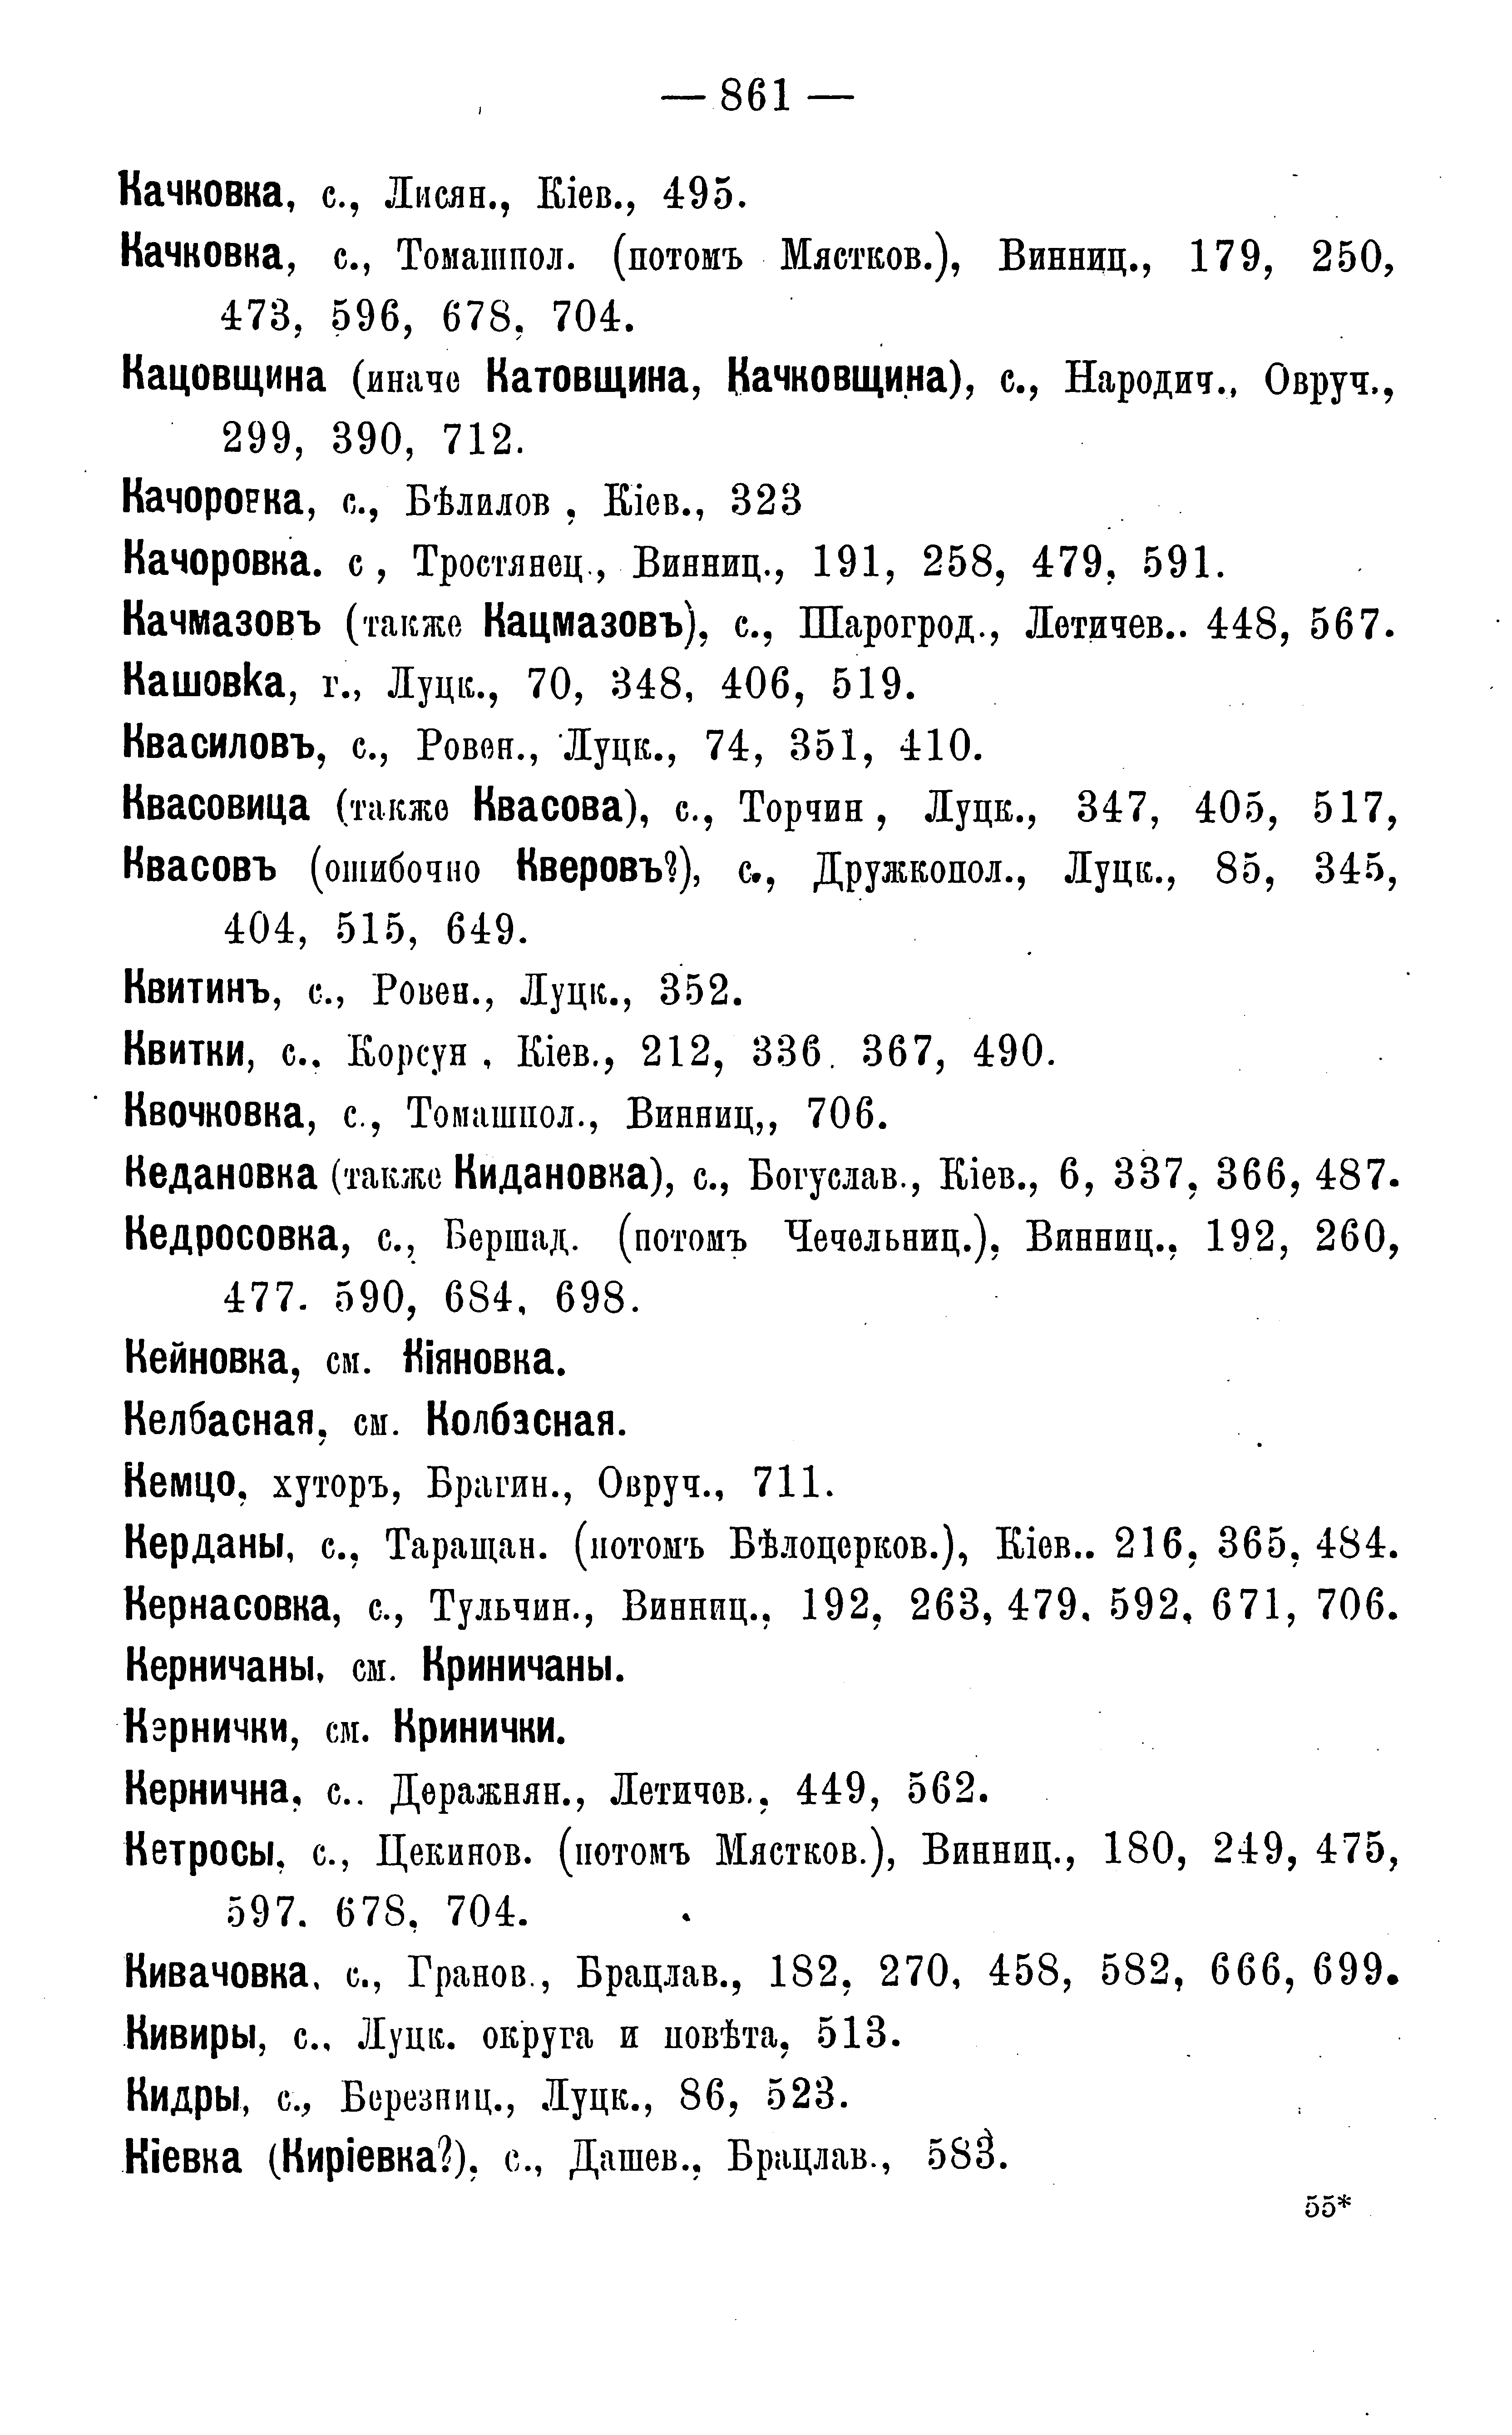 — 861 —
Качковка, с., Лисян., Кіев., 495.
Качковка, с., Томашпол. (потомъ Мястков.), Винниц., 179, 250,
473, 596, 678, 704.
Кацовщина (иначе Катовщина, Качковщина), с., Народич., Овруч.,
299, 390, 712.
Качоровка, с., Бѣлилов , Кіев., 323
Качоровка. с , Тростянец., Винниц., 191, 258, 479, 591.
Качмазовъ (также Кацмазовъ), с., Шарогрод., Летичев.. 448, 567.
Кашовка, г., Луцк., 70, 348, 406, 519.
Квасиловъ, с., Ровен., Луцк., 74, 351, 410.
Квасовица (также Квасова), с., Торчин , Луцк., 347, 405, 517,
Квасовъ (ошибочно Кверовъ?), с., Дружкопол., Луцк., 85, 345,
404, 515, 649.
Квитинъ, с., Ровен., Луцк., 352.
Квитки, с., Корсун , Кіев., 212, 336. 367, 490.
Квочковка, с., Томашпол., Винниц,, 706.
Кедановка (также Кидановка), с., Богуслав., Кіев., 6, 337, 366, 487.
Кедросовка, с., Бершад. (потомъ Чечельниц.), Винниц., 192, 260,
477. 590, 684, 698.
Кейновка, см. Кіяновка.
Келбасная, см. Колбасная.
Кемцо, хуторъ, Брагин., Овруч., 711.
Керданы, с., Таращан. (потомъ Бѣлоцерков.), Кіев.. 216, 365, 484.
Кернасовка, с., Тульчин., Винниц., 192, 263, 479, 592, 671, 706.
Керничаны, см. Криничаны.
Кернички, см. Кринички.
Кернична, с.. Деражнян., Летичев., 449, 562.
Кетросы, с., Цекинов. (потомъ Мястков.), Винниц., 180, 249, 475,
597. 678, 704.
Кивачовка, с., Гранов., Брацлав., 182, 270, 458, 582, 666, 699.
Кивиры, с., Луцк. округа и повѣта, 513.
Кидры, с., Березниц., Луцк., 86, 523.
Кіевка (Киріевка?), с., Дашев., Брацлав., 583.
55*